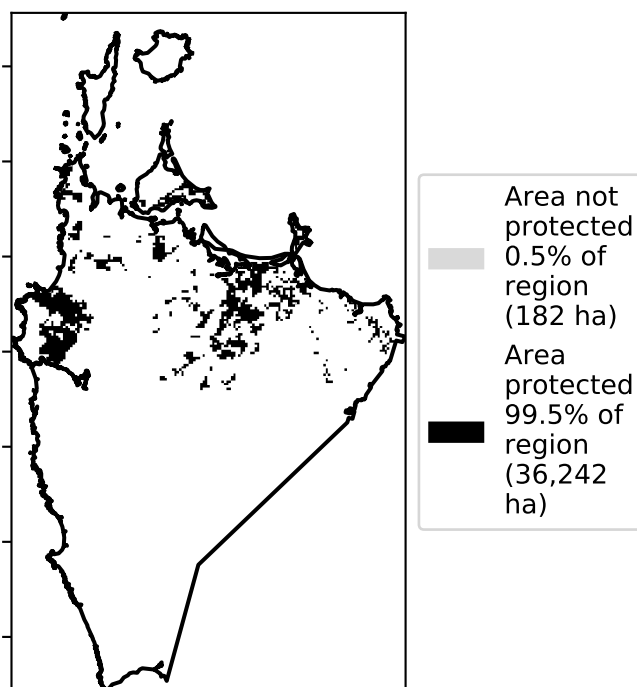 Area not
protected
0.5% of
region
(182 ha)
Area
protected
99.5% of
region
(36,242
ha)